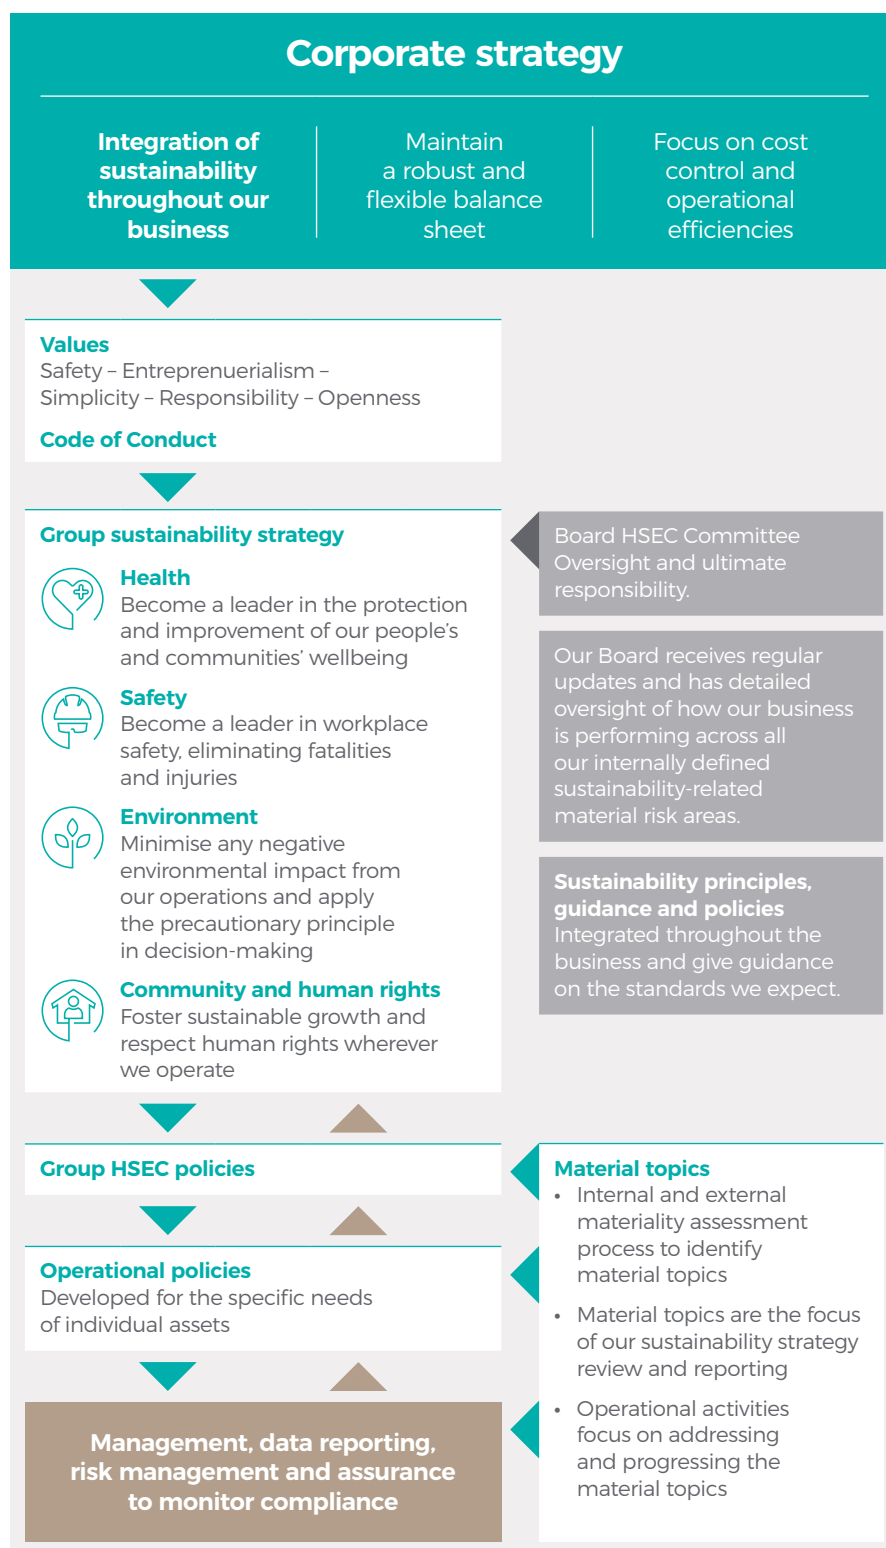 Corporate strategy
Integration of
sustainability
throughout our
business
Maintain
a robust and
flexible balance
sheet
Focus on cost
control and
operational
efficiencies
Values
Safety – Entreprenuerialism –
Simplicity – Responsibility – Openness
Code of Conduct
Group sustainability strategy
Health
Become a leader in the protection
and improvement of our people's
and communities' wellbeing
Safety
Become a leader in workplace
safety, eliminating fatalities
and injuries
Environment
Minimise any negative
environmental impact from
our operations and apply
the precautionary principle
in decision-making
Community and human rights
Foster sustainable growth and
respect human rights wherever
we operate
Board HSEC Committee
Oversight and ultimate
responsibility.
Our Board receives regular
updates and has detailed
oversight of how our business
is performing across all
our internally defined
sustainability-related
material risk areas.
Sustainability principles,
guidance and policies
Integrated throughout the
business and give guidance
on the standards we expect.
Group HSEC policies
Operational policies
Developed for the specific needs
of individual assets
Management, data reporting,
risk management and assurance
to monitor compliance
Material topics
• Internal and external
materiality assessment
process to identify
material topics
• Material topics are the focus
of our sustainability strategy
review and reporting
• Operational activities
focus on addressing
and progressing the
material topics